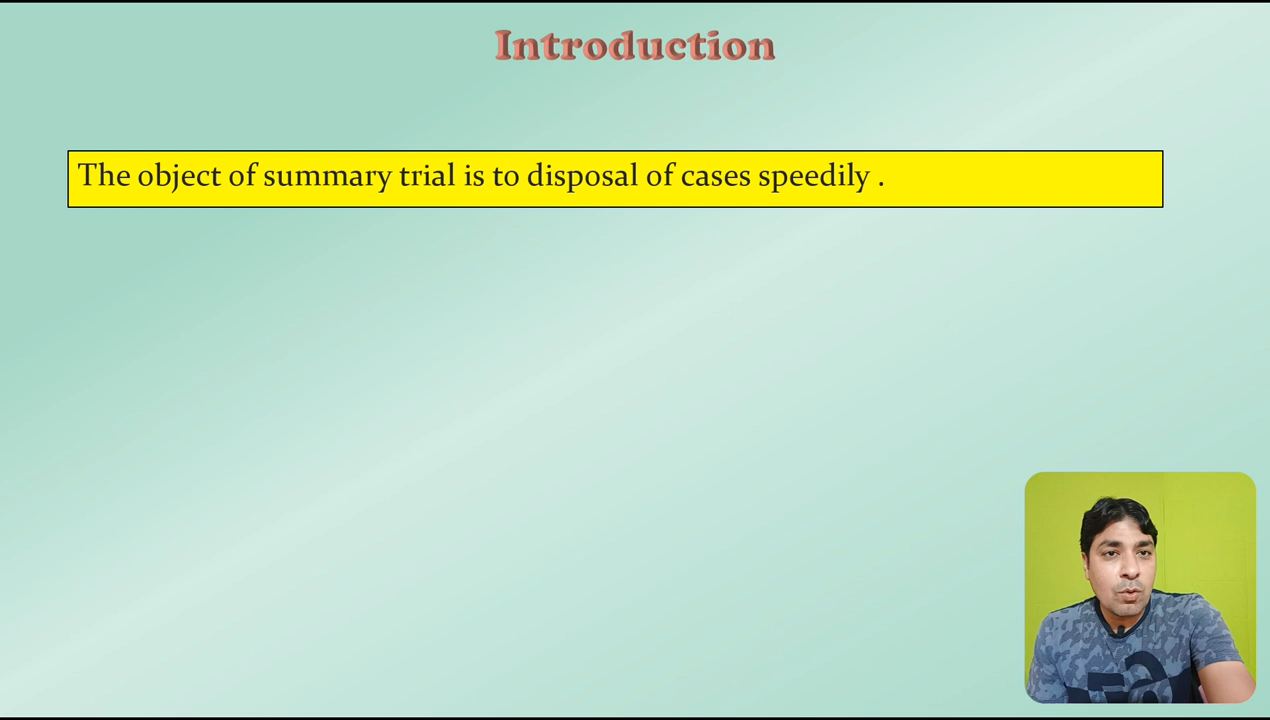 Introduction
The object of summary trial is to disposal of cases speedily .